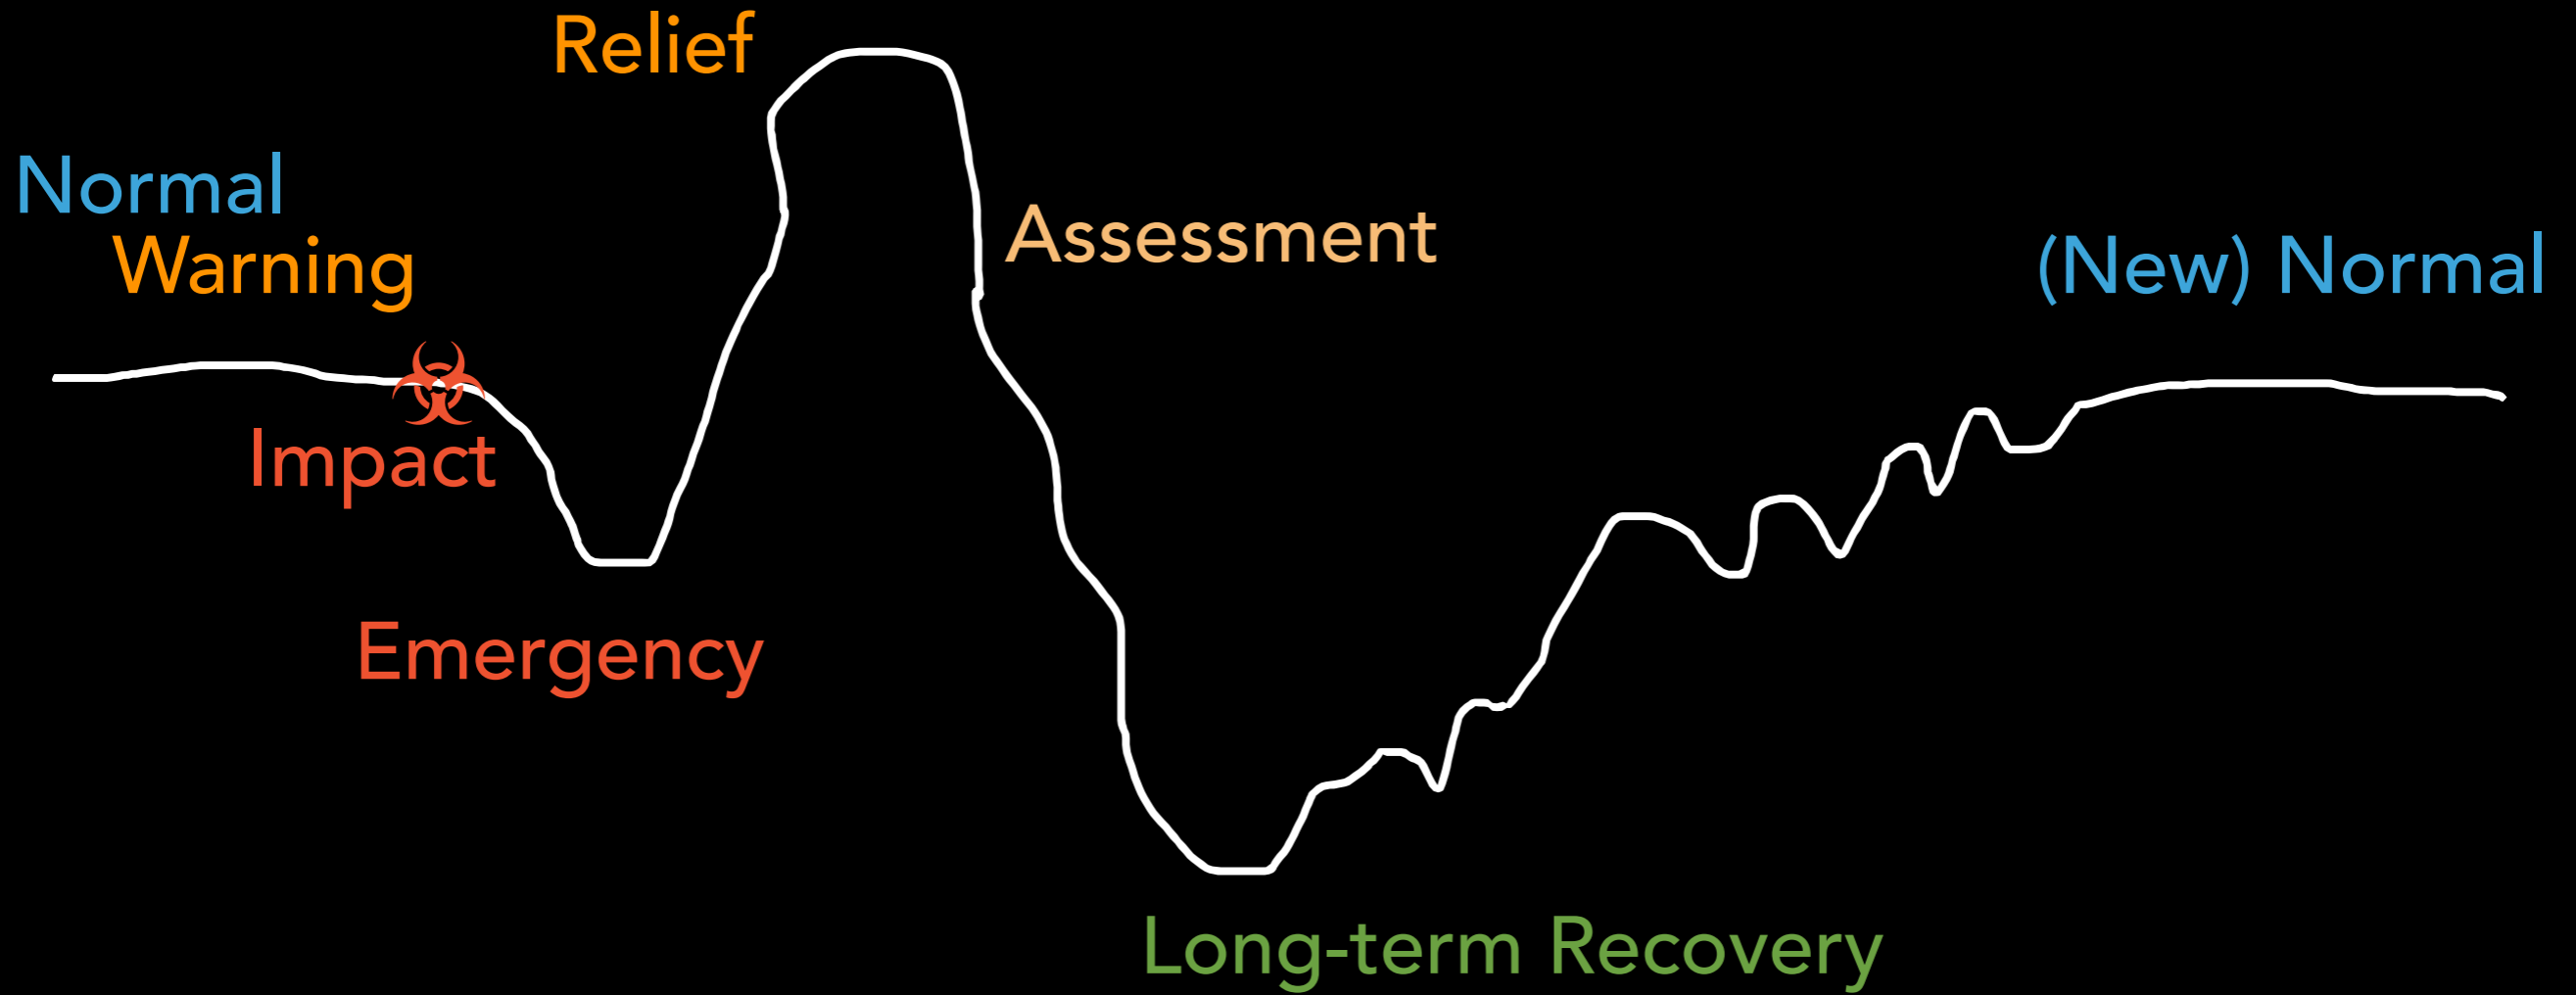 Relief
Normal
Warning
Assessment
(New) Normal
Impact
Emergency
Long-term Recovery